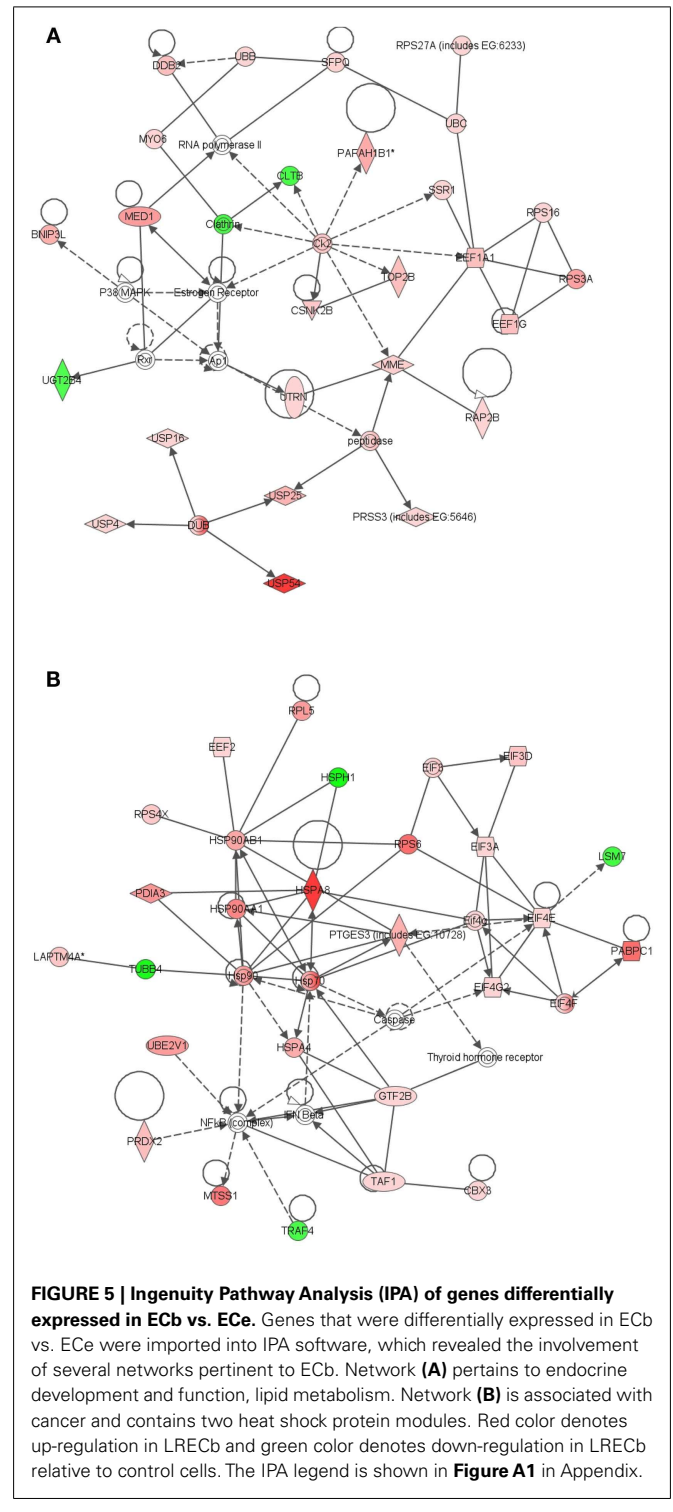 A
RPS27A (includes EG:6233)
UBB
DDB2
SFPQ
UBC
MYO6
RNA polymerase II
PAFAH1B1*
CLTB
SSR1
MED1
RPS16
Clathrin
BNIP3L
Ck2
EEF1A1
TOP2B
RPS3A
P38 MAPK
Estrogen Receptor
CSNK2B
EEF1G
Rxr
Ap1
MME
UGT2B4
UTRN
RAP2B
USP16
peptidase
USP25
PRSS3 (includes EG:5646)
USP4
DUB
USP54
B
RPL5
EEF2
HSPH1
EIF3
EIF3D
RPS4X
HSP90AB1
RPS6
EIF3A
LSM7
PDIA3
HSPA8
HSP90AA1
PTGES3 (includes EG:10728)
Eif4g
EIF4E
PABPC1
LAPTM4A*
TUBB4
Hsp90
Hsp70
EIF4G2
EIF4F
Caspase
UBE2V1
HSPA4
Thyroid hormone receptor
GTF2B
PRDX2
NFkB (complex)
IFN Beta
MTSS1
TAF1
CBX3
TRAF4
FIGURE 5 | Ingenuity Pathway Analysis (IPA) of genes differentially
expressed in ECb vs. ECe. Genes that were differentially expressed in ECb
vs. ECe were imported into IPA software, which revealed the involvement
of several networks pertinent to ECb. Network (A) pertains to endocrine
development and function, lipid metabolism. Network (B) is associated with
cancer and contains two heat shock protein modules. Red color denotes
up-regulation in LRECb and green color denotes down-regulation in LRECb
relative to control cells. The IPA legend is shown in Figure A1 in Appendix.